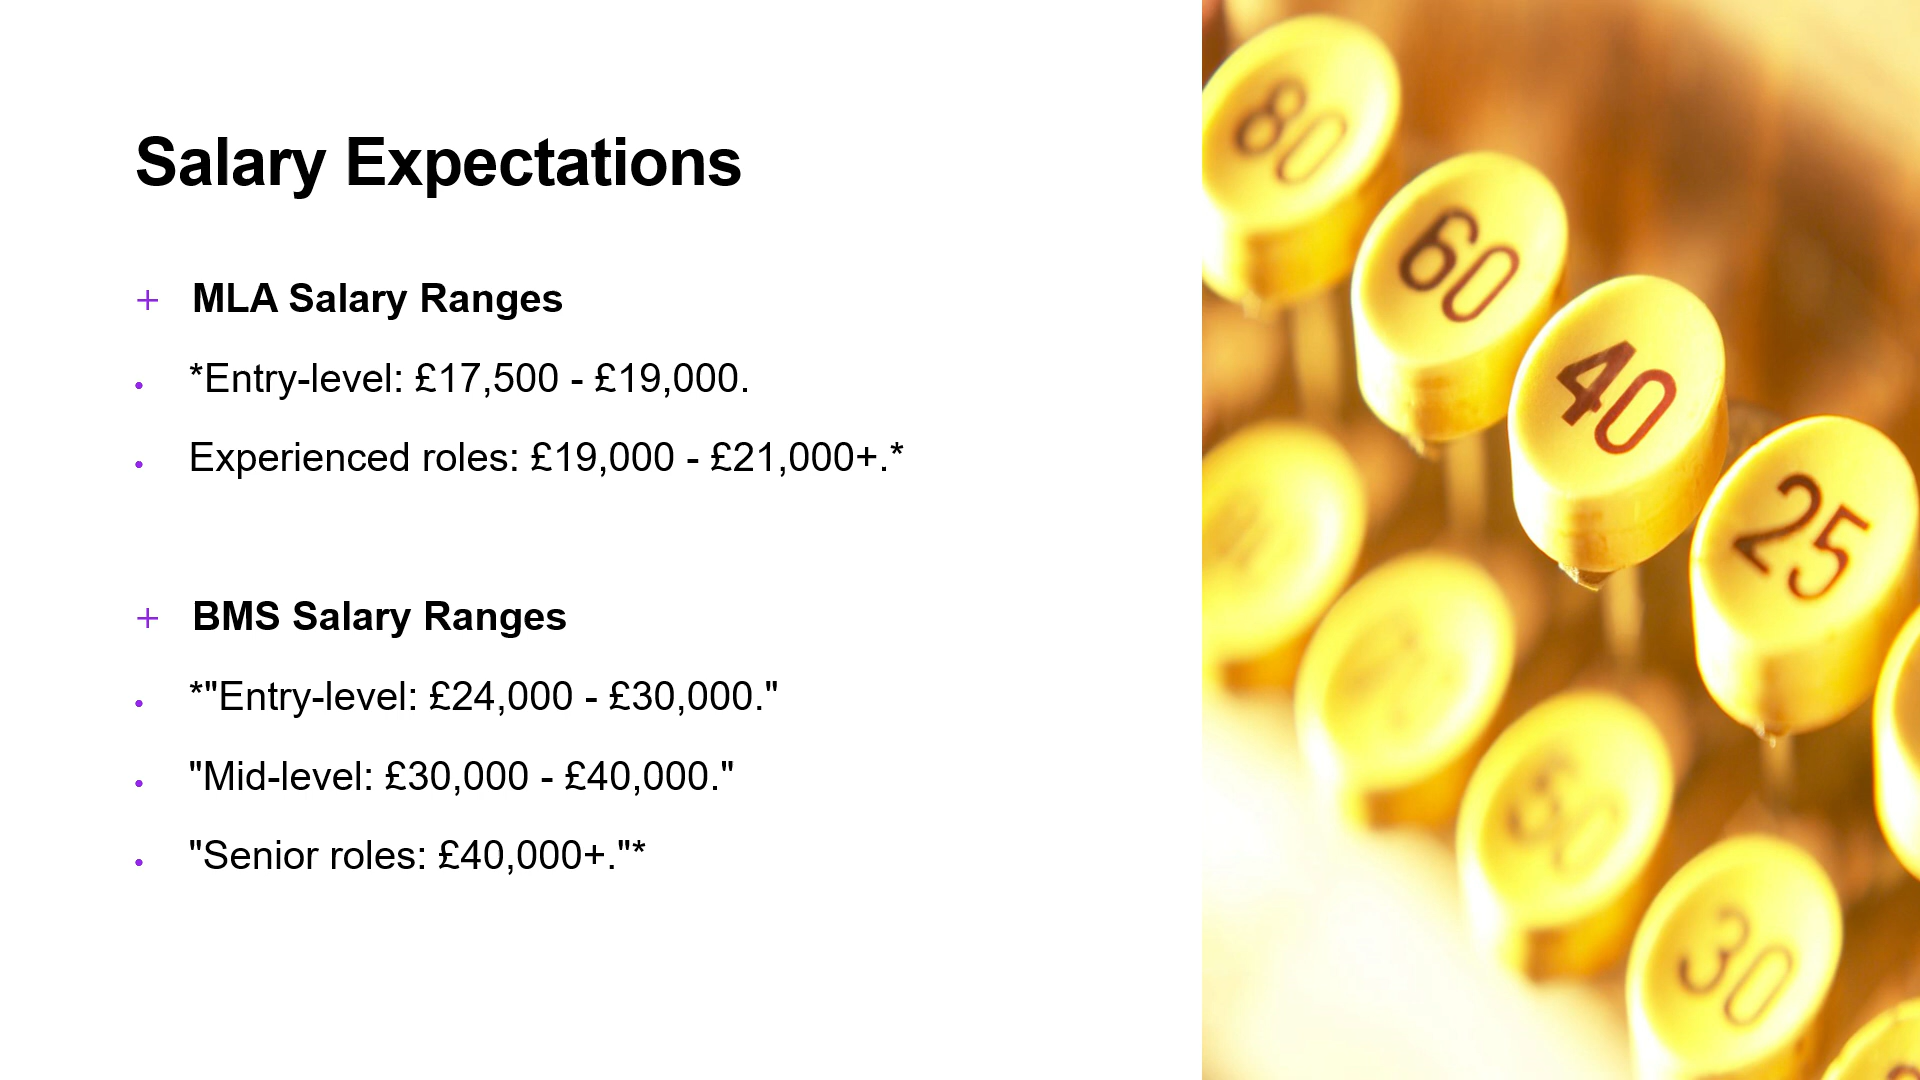 Salary Expectations
+ MLA Salary Ranges
• *Entry-level: £17,500 - £19,000.
• Experienced roles: £19,000 - £21,000+.*
+ BMS Salary Ranges
• *"Entry-level: £24,000 - £30,000."
• "Mid-level: £30,000 - £40,000."
• "Senior roles: £40,000+."*
80
60
40
25
30